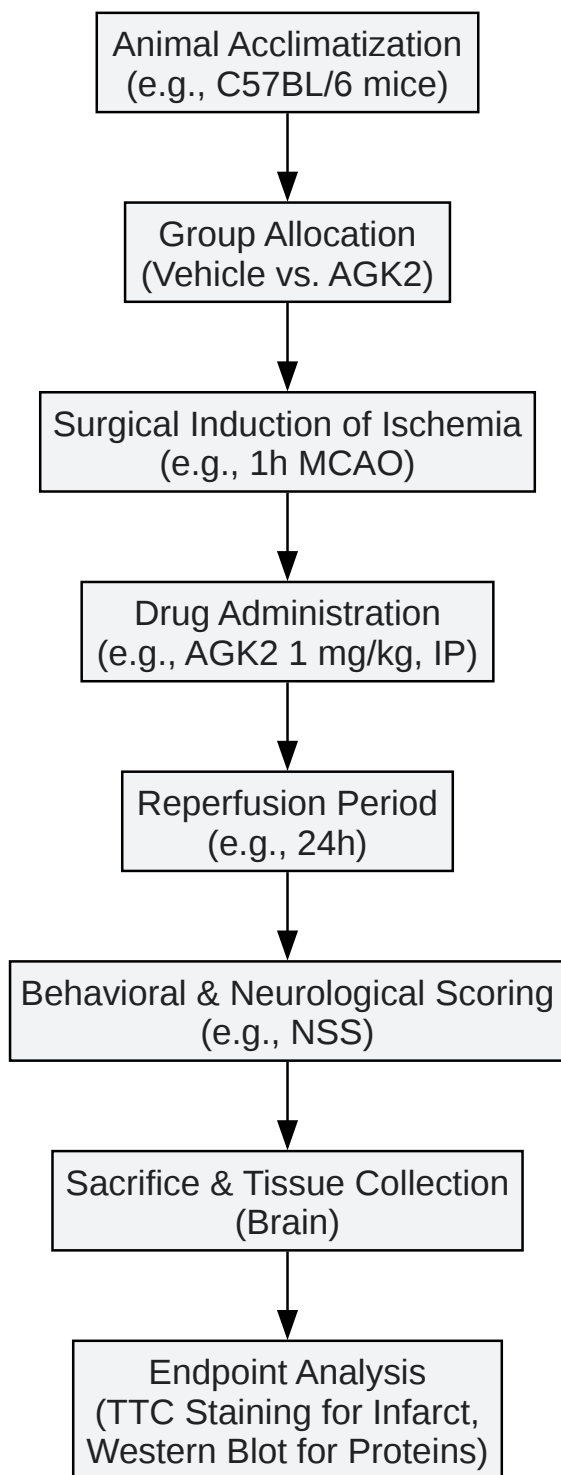 Animal Acclimatization
(e.g., C57BL/6 mice)
Group Allocation
(Vehicle vs. AGK2)
Surgical Induction of Ischemia
(e.g., 1h MCAO)
Drug Administration
(e.g., AGK2 1 mg/kg, IP)
Reperfusion Period
(e.g., 24h)
Behavioral & Neurological Scoring
(e.g., NSS)
Sacrifice & Tissue Collection
(Brain)
Endpoint Analysis
(TTC Staining for Infarct,
Western Blot for Proteins)